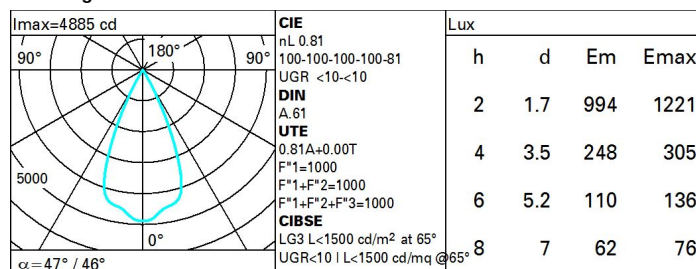 Imax=4885 cd
90°
180°
90°
5000
0°
α=47° / 46°
CIE
nL 0.81
100-100-100-100-81
UGR <10-<10
DIN
A.61
UTE
0.81A+0.00T
F"1=1000
F"1+F"2=1000
F"1+F"2+F"3=1000
CIBSE
LG3 L<1500 cd/m² at 65°
UGR<10 | L<1500 cd/mq @65°
Lux
h d Em Emax
2 1.7 994 1221
4 3.5 248 305
6 5.2 110 136
8 7 62 76